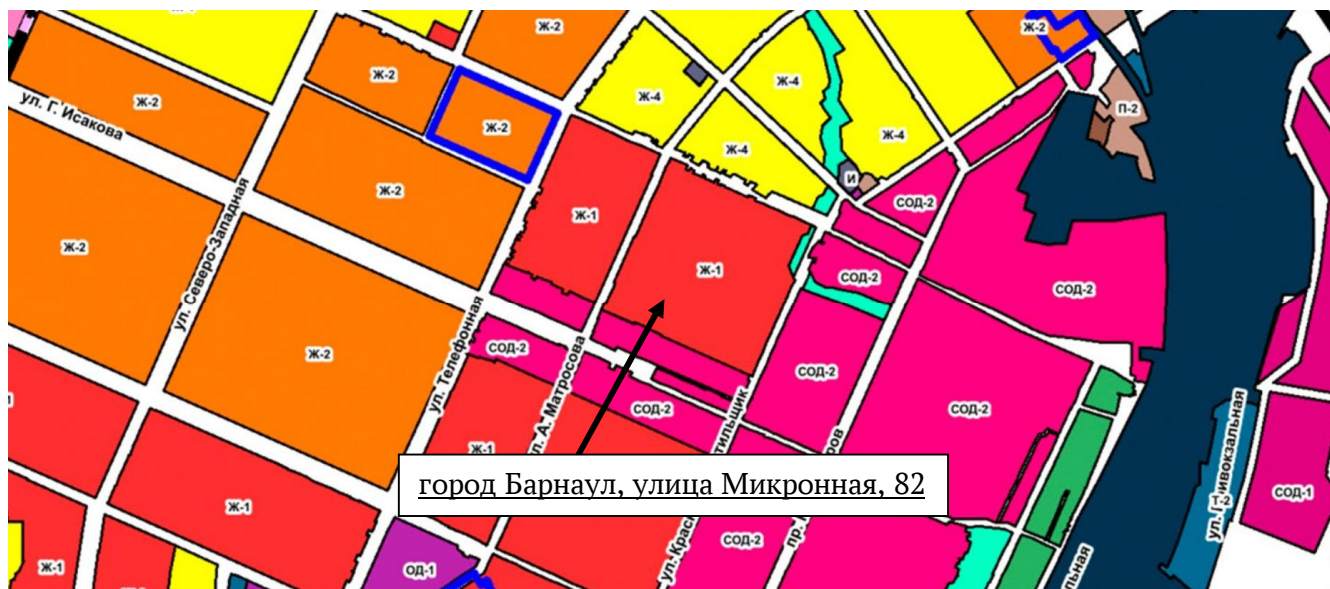 Ж-2
Ж-2
Ж-2
Ж-2
Ж-4
П-2
Ж-2
Ж-4
Ж-4
ул. Г. Исакова
Ж-4
И
Ж-2
СОД-2
Ж-1
Ж-2
ул. Северо-Западная
Ж-1
СОД-2
СОД-2
СОД-2
Ж-2
СОД-2
ул. Телефонная
А. Матросова
СОД-2
СОД-2
Ж-1
город Барнаул, улица Микронная, 82
СОД-1
Т-2
Ж-1
СОД-2
ул. Крас
пр.
Ж-1
ОД-1